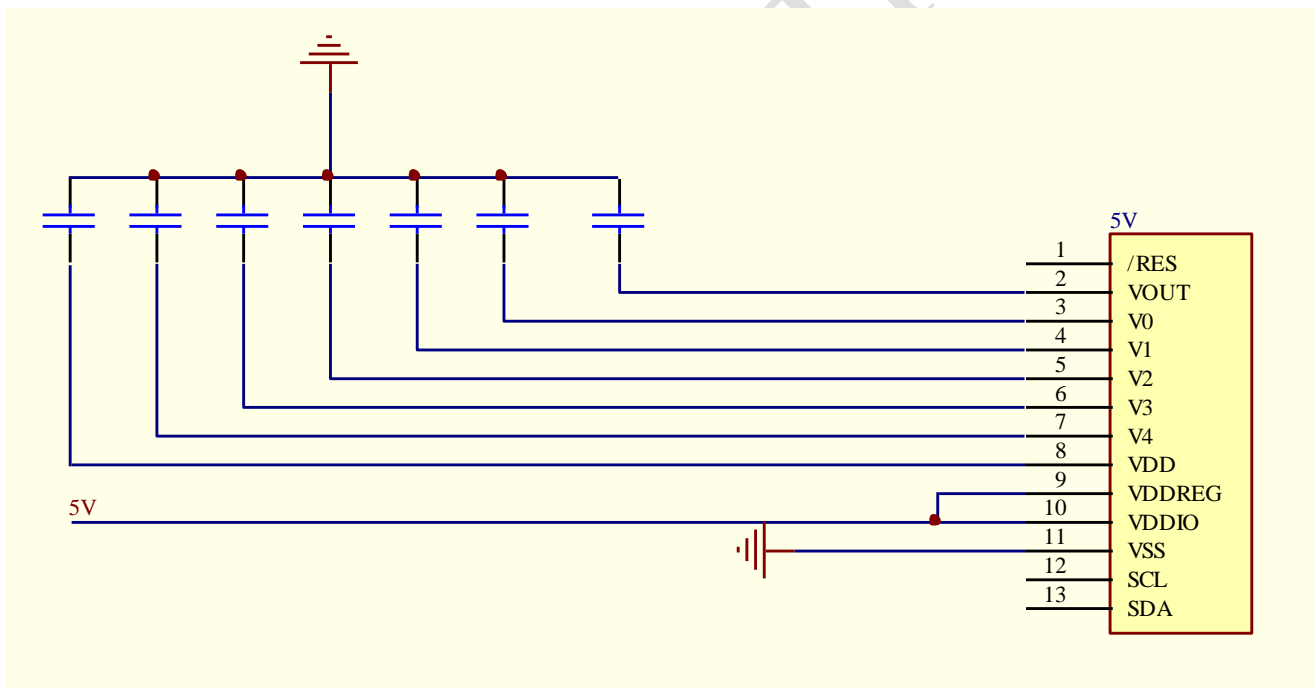 5V
1 /RES
2 VOUT
3 V0
4 V1
5 V2
6 V3
7 V4
8 VDD
9 VDDREG
5V
10 VDDIO
11 VSS
12 SCL
13 SDA